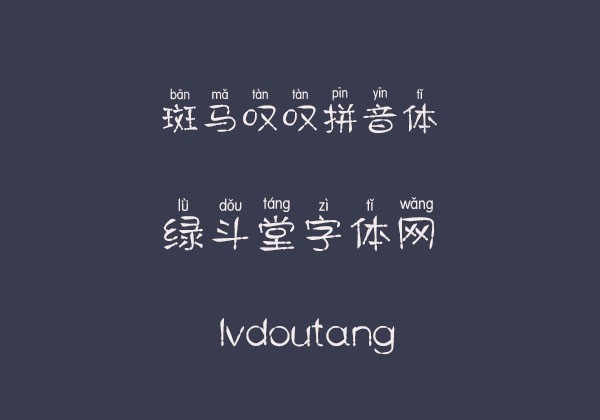 bān mǎ tàn tàn pīn yīn tǐ
斑马叹叹拼音体
lǜ dǒu táng zì tǐ wǎng
绿斗堂字体网
lvdoutang